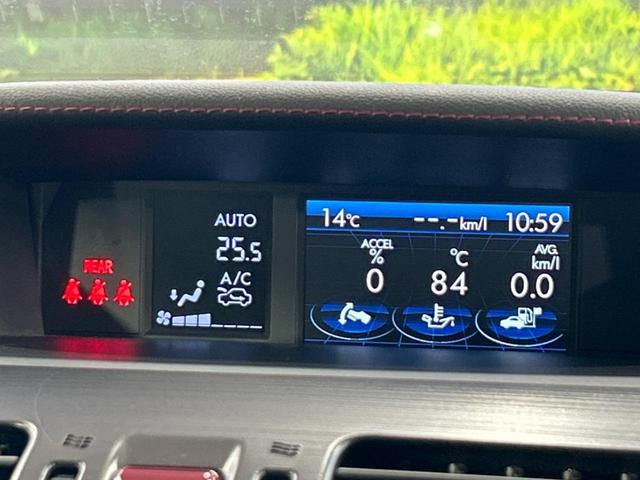 REAR
AUTO
25.5
A/C
14°C --.-km/l 10:59
ACCEL
%
0
°C
84
AVG.
km/l
0.0